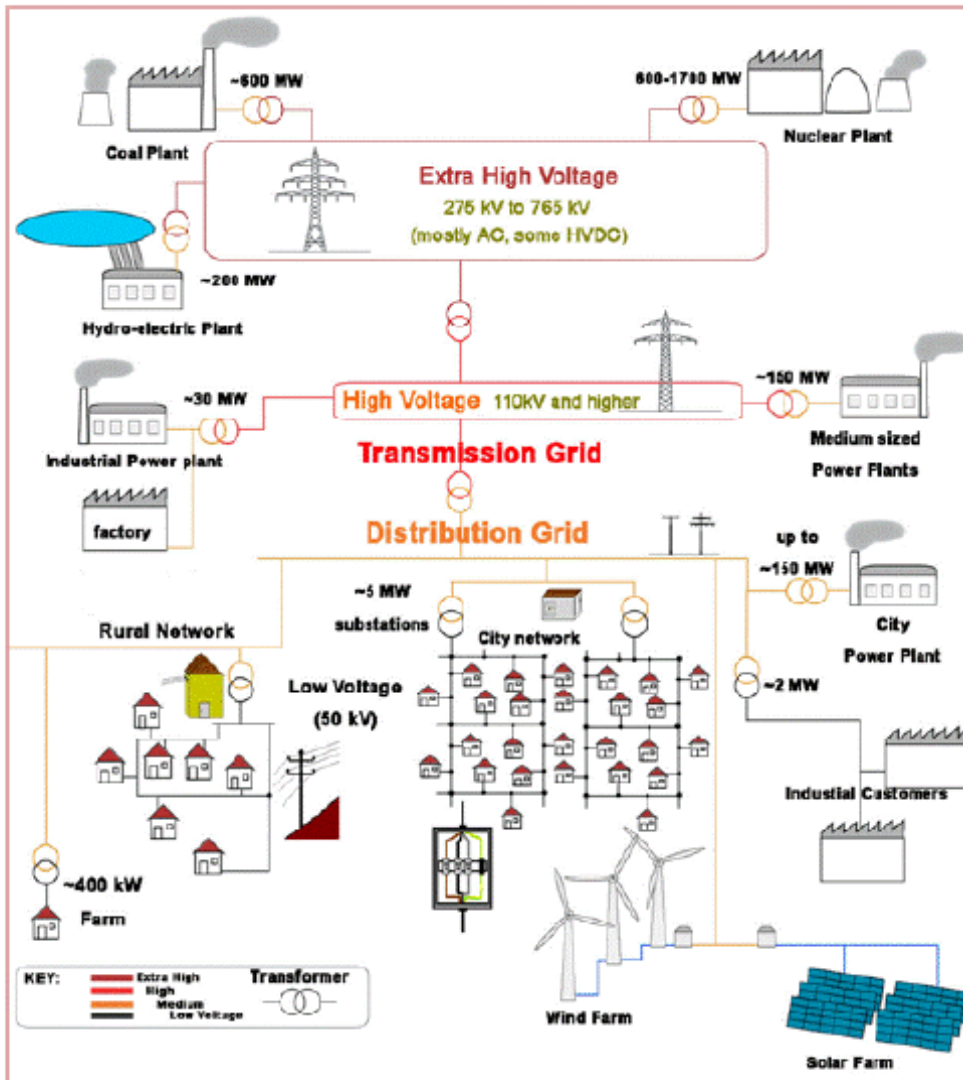 ~600 MW
600-1700 MW
Coal Plant
Nuclear Plant
Extra High Voltage
275 kV to 765 kV
(mostly AC, some HVDC)
~200 MW
Hydro-electric Plant
~30 MW
High Voltage 110kV and higher
~150 MW
Industrial Power plant
Medium sized
Power Plants
Transmission Grid
factory
Distribution Grid
up to
~150 MW
~5 MW
substations
Rural Network
City network
City
Power Plant
Low Voltage
(50 kV)
~2 MW
Industial Customers
~400 kW
Farm
KEY:
Extra High
High
Medium
Low Voltage
Transformer
Wind Farm
Solar Farm